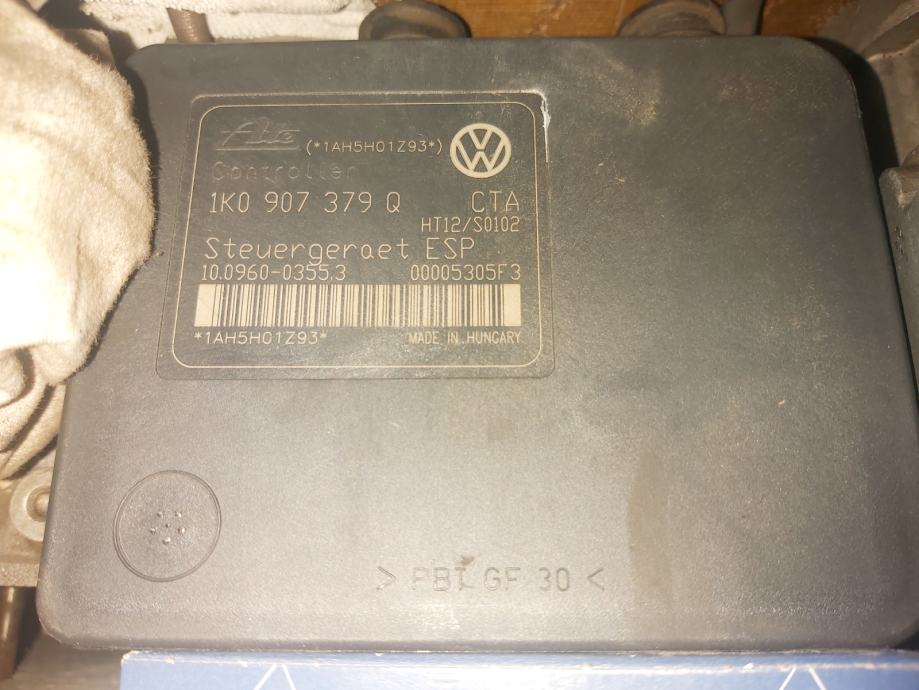 Ate (*1AH5H01Z93*)
Controller
1K0 907 379 Q CTA
HT12/S0102
Steuergeraet ESP
10.0960-0355.3 00005305F3
*1AH5H01Z93* MADE IN HUNGARY
> PBT GF 30 <